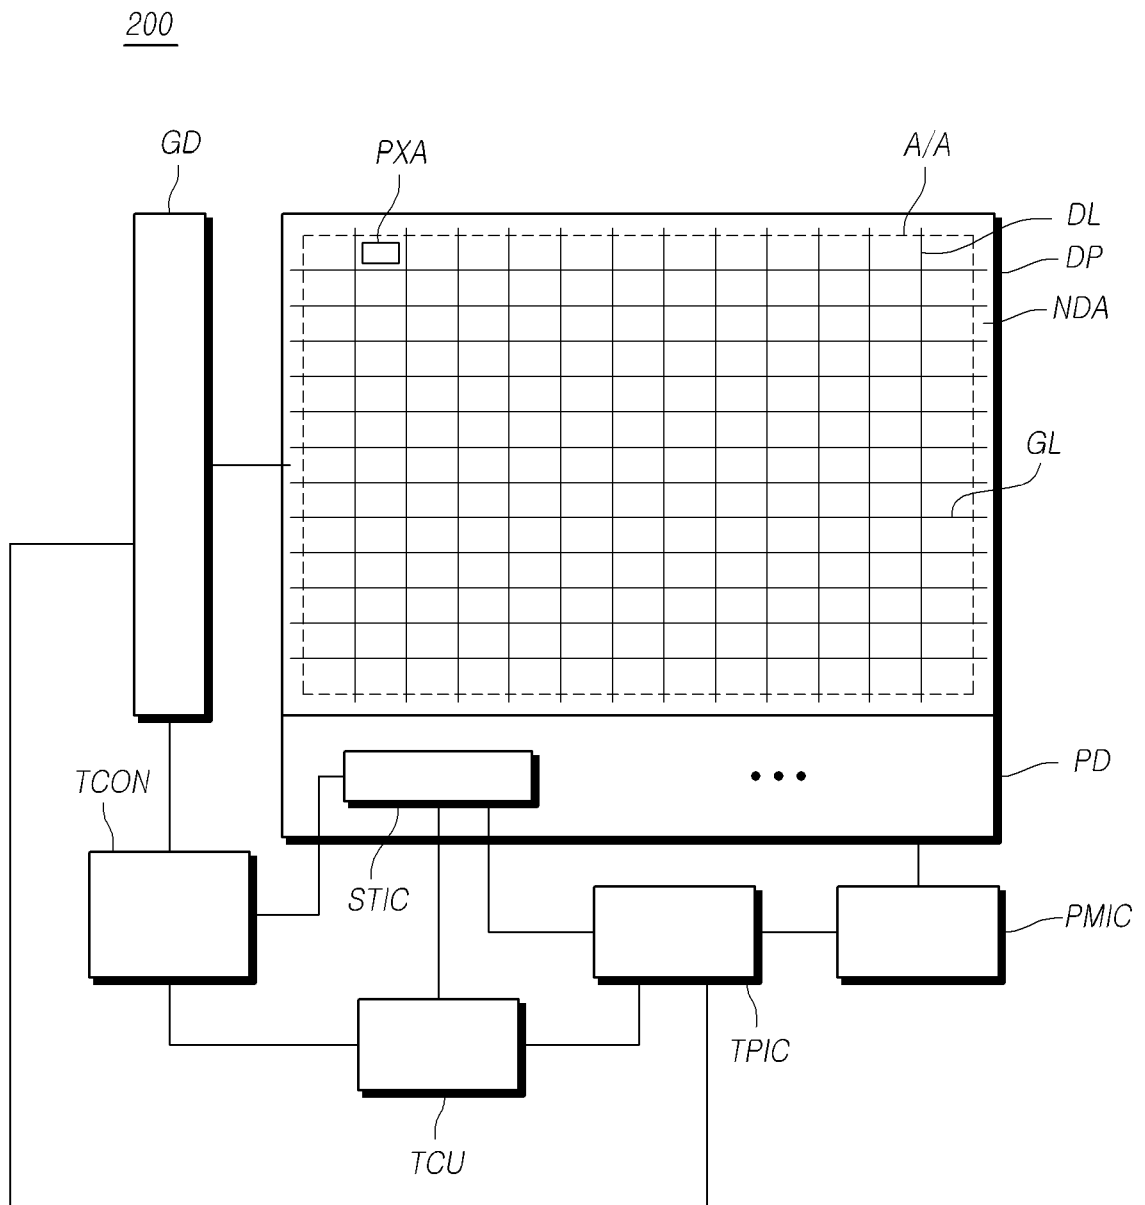 200
GD
PXA
A/A
DL
DP
NDA
GL
PD
TCON
STIC
PMIC
TPIC
TCU